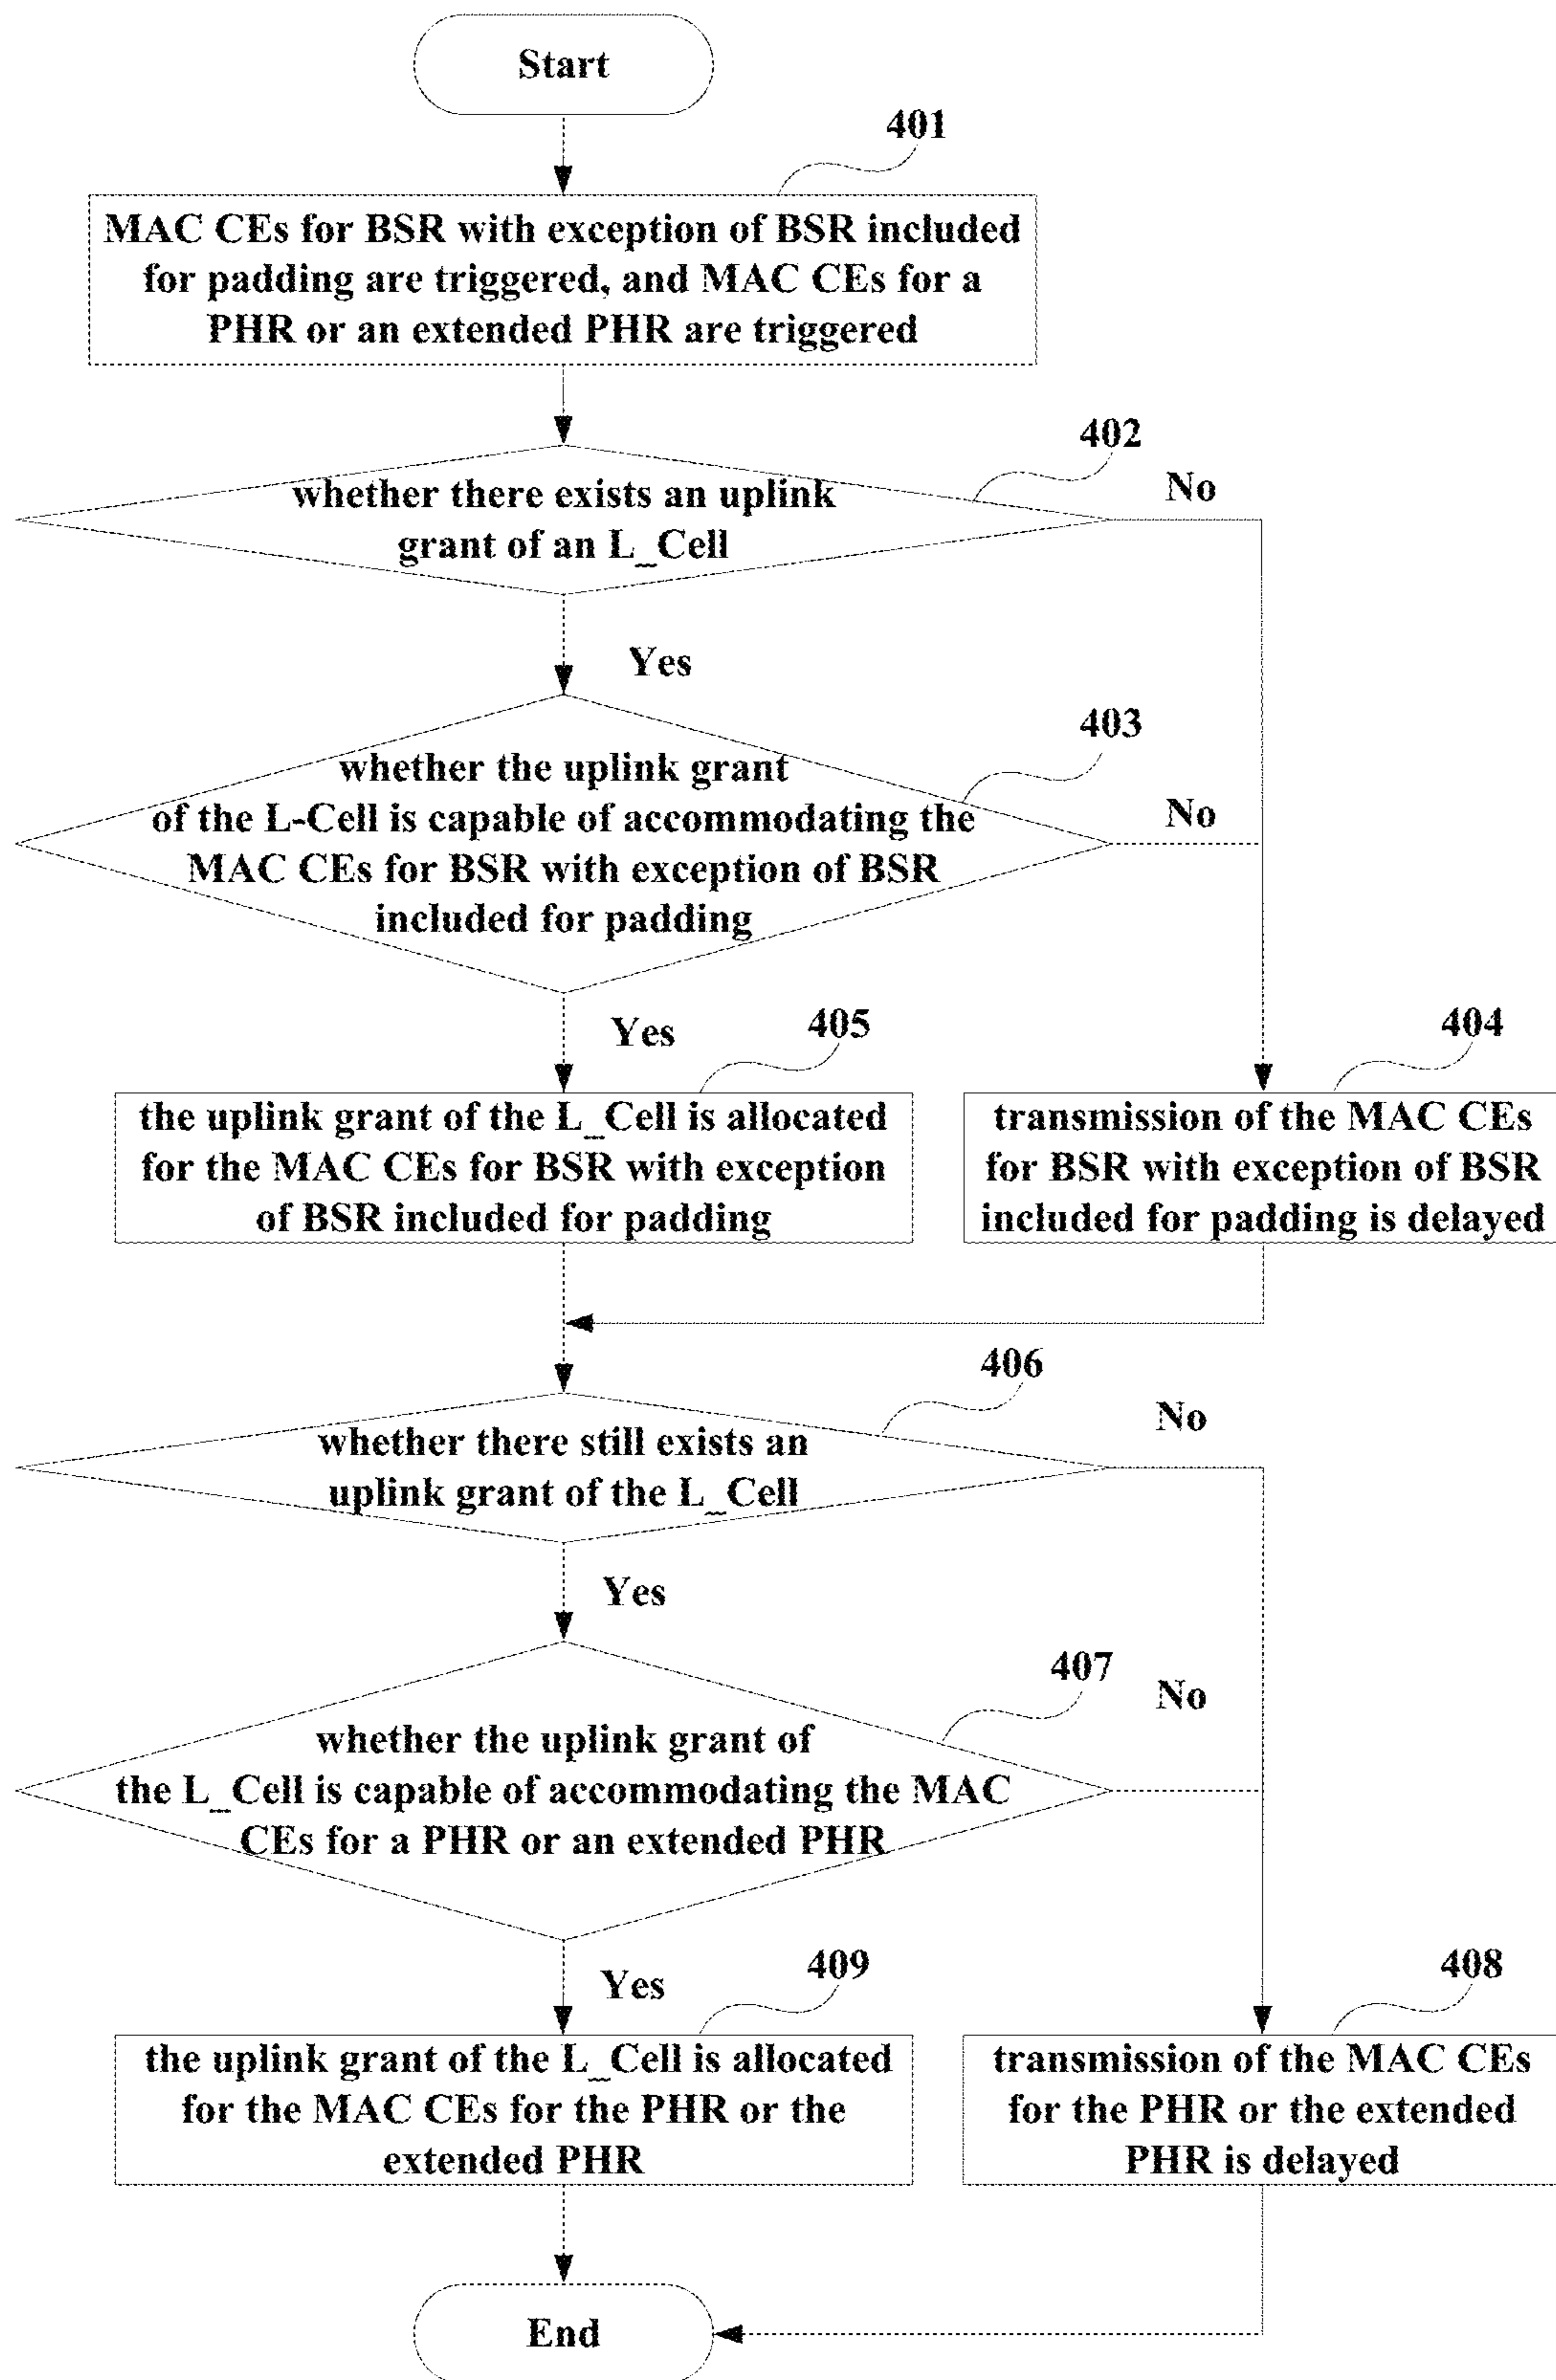 Start
401
MAC CEs for BSR with exception of BSR included
for padding are triggered, and MAC CEs for a
PHR or an extended PHR are triggered
402
No
whether there exists an uplink
grant of an L_Cell
Yes
403
whether the uplink grant
of the L-Cell is capable of accommodating the
MAC CEs for BSR with exception of BSR
included for padding
No
Yes
405
404
the uplink grant of the L_Cell is allocated
for the MAC CEs for BSR with exception
of BSR included for padding
transmission of the MAC CEs
for BSR with exception of BSR
included for padding is delayed
406
No
whether there still exists an
uplink grant of the L_Cell
Yes
407
No
whether the uplink grant of
the L_Cell is capable of accommodating the MAC
CEs for a PHR or an extended PHR
Yes
409
408
the uplink grant of the L_Cell is allocated
for the MAC CEs for the PHR or the
extended PHR
transmission of the MAC CEs
for the PHR or the extended
PHR is delayed
End